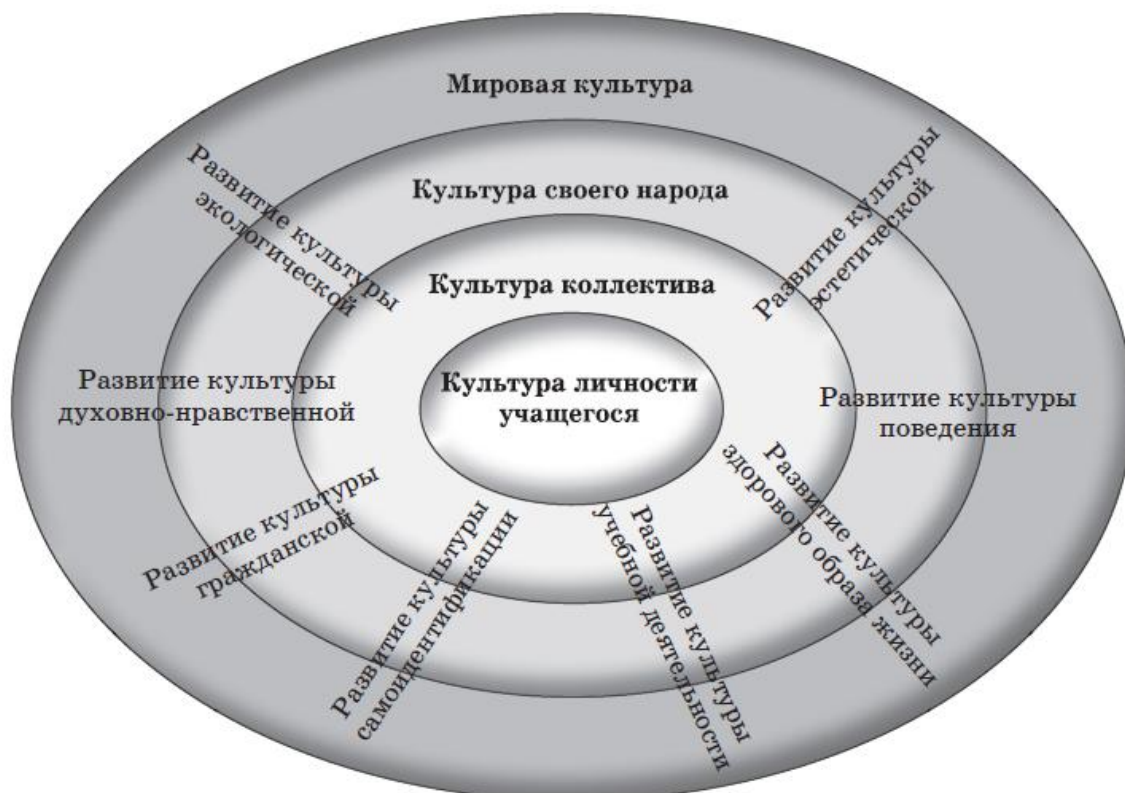 Мировая культура
Культура своего народа
Культура коллектива
Культура личности
учащегося
Развитие культуры
экологической
Развитие культуры
эстетической
Развитие культуры
духовно-нравственной
Развитие культуры
поведения
Развитие культуры
гражданской
Развитие культуры
самоидентификации
Развитие культуры
учебной деятельности
Развитие культуры
здорового образа жизни